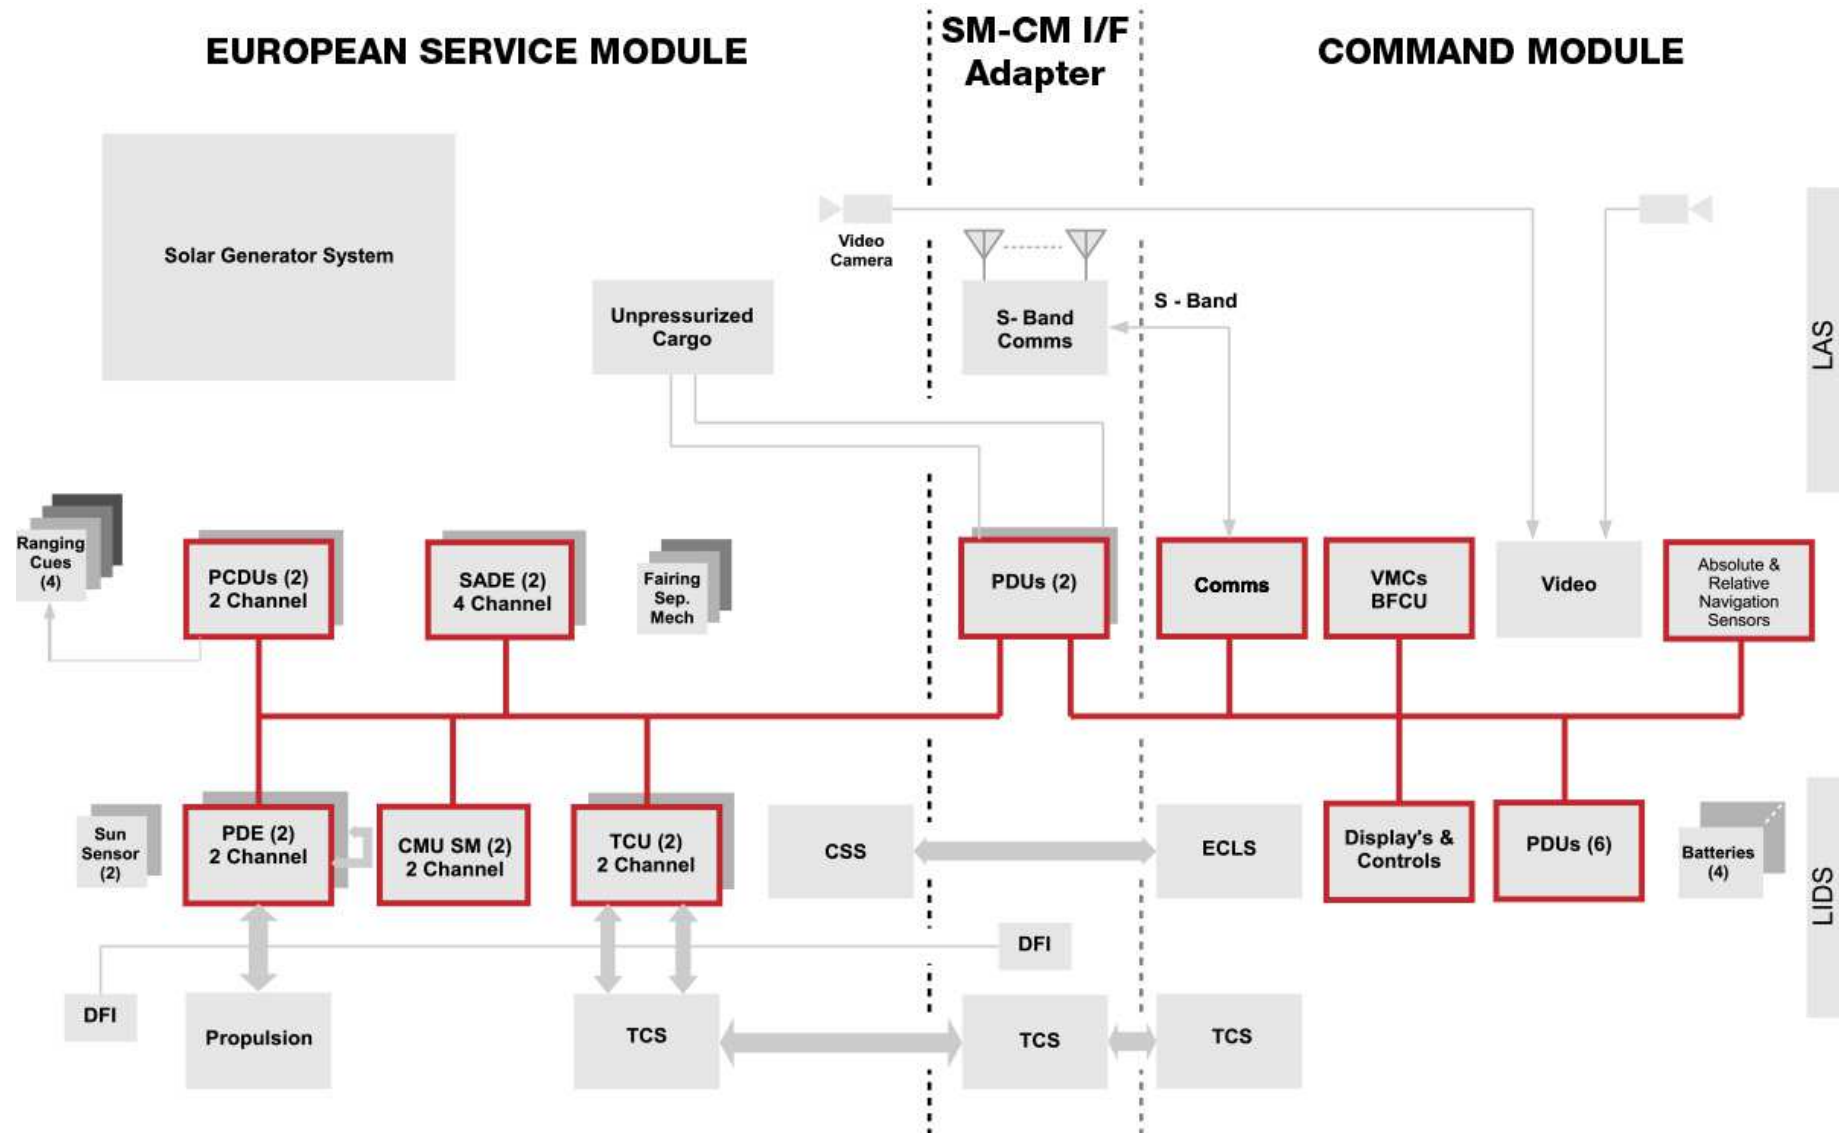 EUROPEAN SERVICE MODULE
SM-CM I/F
Adapter
COMMAND MODULE
Solar Generator System
Video
Camera
Unpressurized
Cargo
S- Band
Comms
S - Band
LAS
Ranging
Cues
(4)
PCDUs (2)
2 Channel
SADE (2)
4 Channel
Fairing
Sep.
Mech
PDUs (2)
Comms
VMCs
BFCU
Video
Absolute &
Relative
Navigation
Sensors
Sun
Sensor
(2)
PDE (2)
2 Channel
CMU SM (2)
2 Channel
TCU (2)
2 Channel
CSS
ECLS
Display's &
Controls
PDUs (6)
Batteries
(4)
LIDS
DFI
DFI
Propulsion
TCS
TCS
TCS